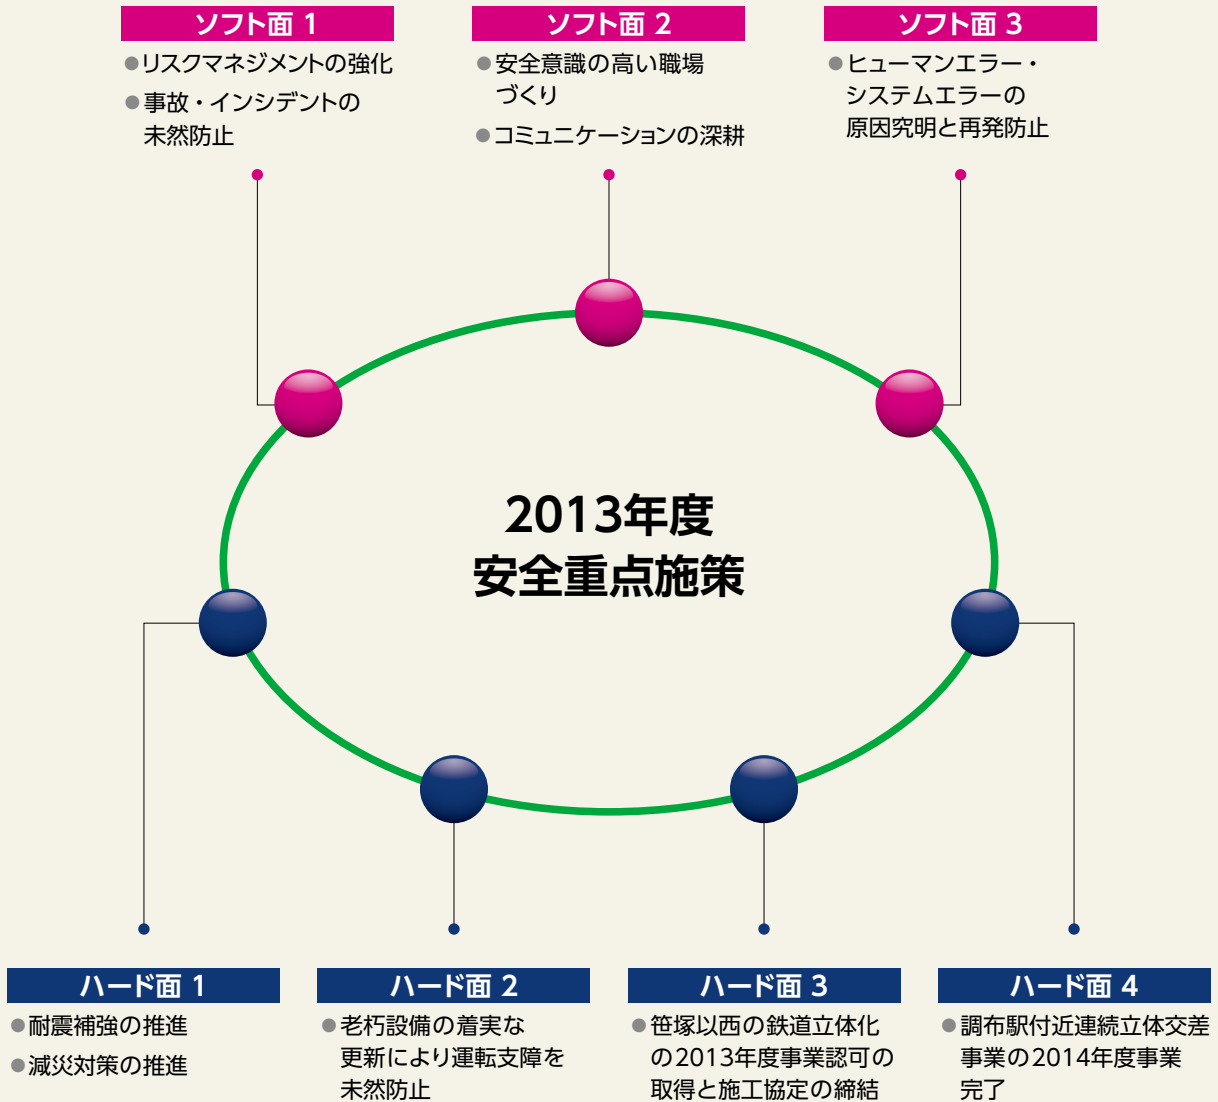 ソフト面 1
●リスクマネジメントの強化
●事故・インシデントの
未然防止
ソフト面 2
●安全意識の高い職場
づくり
●コミュニケーションの深耕
ソフト面 3
●ヒューマンエラー・
システムエラーの
原因究明と再発防止
2013年度
安全重点施策
ハード面 1
●耐震補強の推進
●減災対策の推進
ハード面 2
●老朽設備の着実な
更新により運転支障を
未然防止
ハード面 3
●笹塚以西の鉄道立体化
の2013年度事業認可の
取得と施工協定の締結
ハード面 4
●調布駅付近連続立体交差
事業の2014年度事業
完了